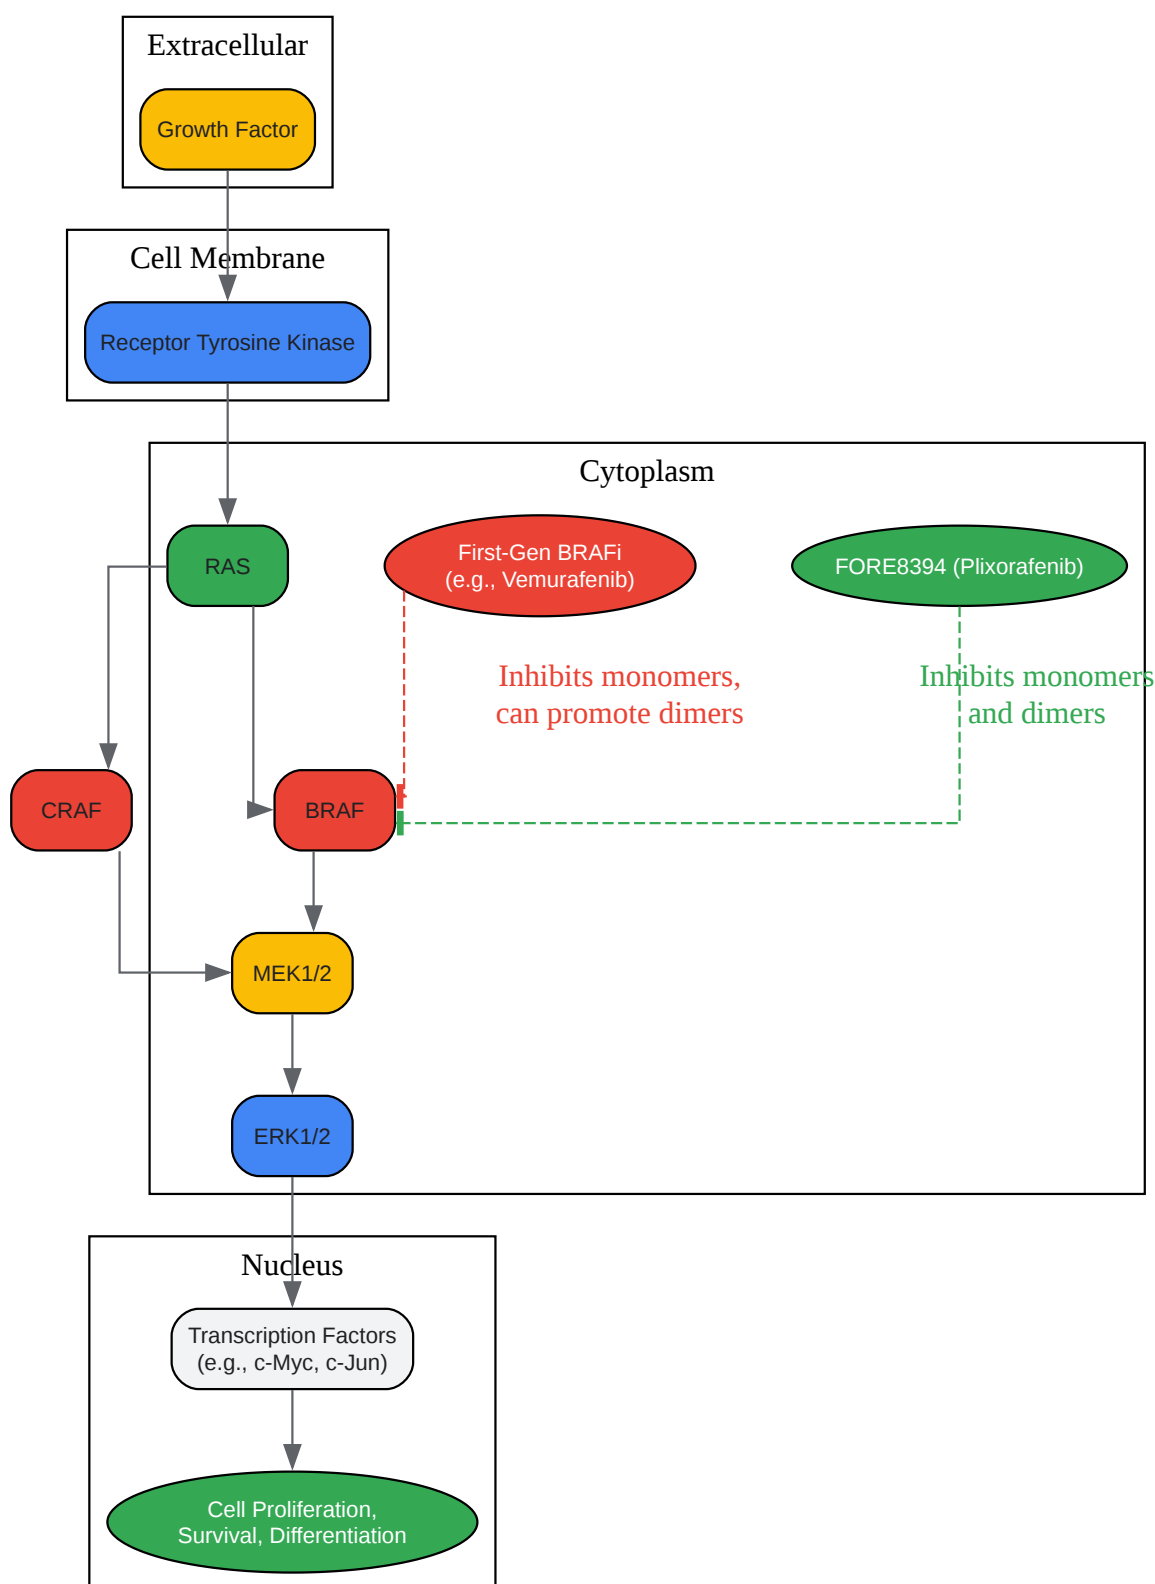 Extracellular
Growth Factor
Cell Membrane
Receptor Tyrosine Kinase
Cytoplasm
RAS
First-Gen BRAFi
(e.g., Vemurafenib)
FORE8394 (Plixorafenib)
Inhibits monomers,
can promote dimers
Inhibits monomers
and dimers
CRAF
BRAF
MEK1/2
ERK1/2
Nucleus
Transcription Factors
(e.g., c-Myc, c-Jun)
Cell Proliferation,
Survival, Differentiation